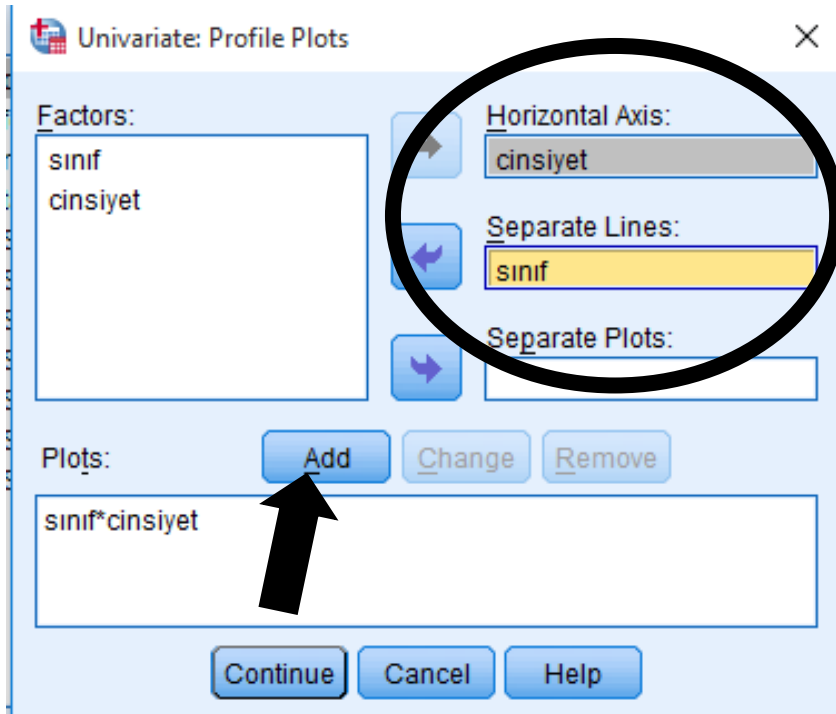 Univariate: Profile Plots
Factors:
sınıf
cinsiyet
Horizontal Axis:
cinsiyet
Separate Lines:
sınıf
Separate Plots:
Plots:
Add
Change
Remove
sınıf*cinsiyet
Continue
Cancel
Help